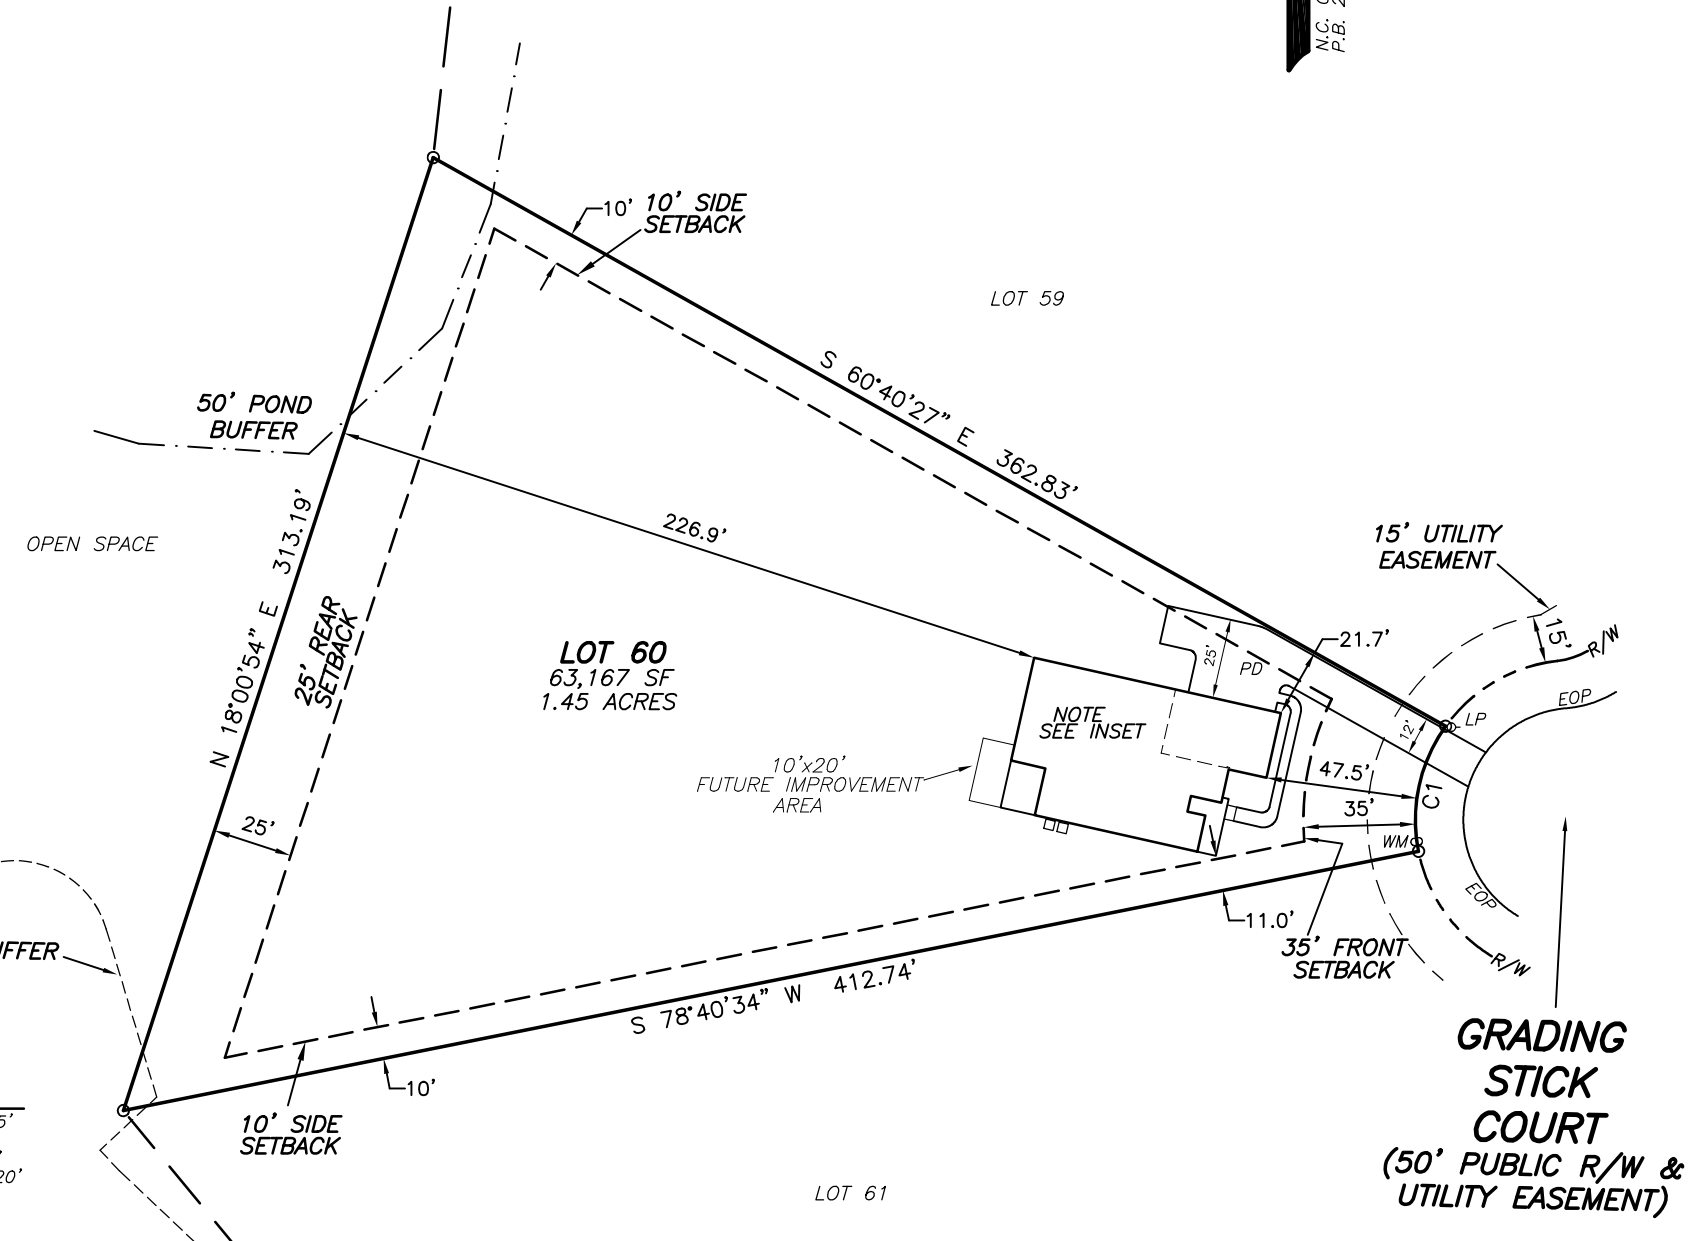 N.C.
P.B. 2
10' 10' SIDE
SETBACK
LOT 59
S 60°40'27" E 362.83'
50' POND
BUFFER
226.9'
OPEN SPACE
N 18°00'54" E 313.19'
25' REAR
SETBACK
15' UTILITY
EASEMENT
15'
R/W
LOT 60
63,167 SF
1.45 ACRES
25'
PD
21.7'
EOP
LP
12'
NOTE
SEE INSET
10'x20'
FUTURE IMPROVEMENT
AREA
47.5'
C1
35'
WM
25'
EOP
11.0'
35' FRONT
SETBACK
R/W
S 78°40'34" W 412.74'
10'
10' SIDE
SETBACK
GRADING
STICK
COURT
(50' PUBLIC R/W &
UTILITY EASEMENT)
LOT 61